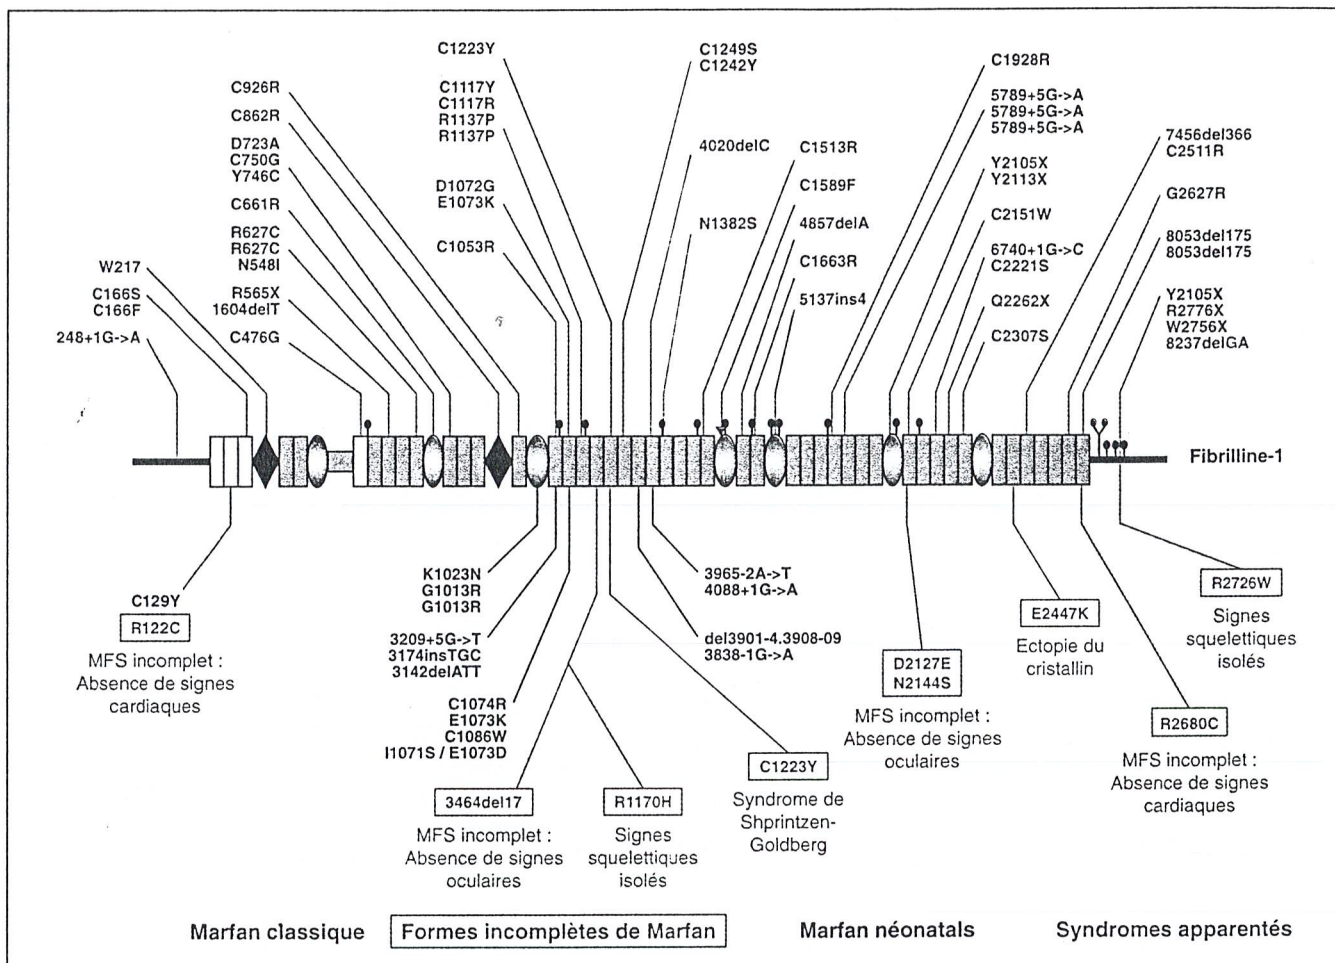 C1223Y
C1249S
C1242Y
C1928R
C926R
C862R
C1117Y
C1117R
R1137P
R1137P
5789+5G->A
5789+5G->A
5789+5G->A
D723A
C750G
Y746C
4020delC
C1513R
7456del366
C2511R
D1072G
E1073K
C1589F
Y2105X
Y2113X
G2627R
C661R
R627C
R627C
N548I
C1053R
N1382S
4857delA
C2151W
8053del175
8053del175
W217
C1663R
6740+1G->C
C2221S
C166S
C166F
R565X
1604delT
5137ins4
Q2262X
Y2105X
R2776X
W2756X
8237delGA
248+1G->A
C476G
C2307S
Fibrilline-1
C129Y
R122C
MFS incomplet :
Absence de signes
cardiaques
K1023N
G1013R
G1013R
3209+5G->T
3174insTGC
3142delATT
C1074R
E1073K
C1086W
I1071S / E1073D
3464del17
MFS incomplet :
Absence de signes
oculaires
R1170H
Signes
squelettiques
isolés
3965-2A->T
4088+1G->A
del3901-4.3908-09
3838-1G->A
C1223Y
Syndrome de
Shprintzen-
Goldberg
D2127E
N2144S
MFS incomplet :
Absence de signes
oculaires
E2447K
Ectopie du
cristallin
R2680C
MFS incomplet :
Absence de signes
cardiaques
R2726W
Signes
squelettiques
isolés
Marfan classique
Formes incomplètes de Marfan
Marfan néonatals
Syndromes apparentés